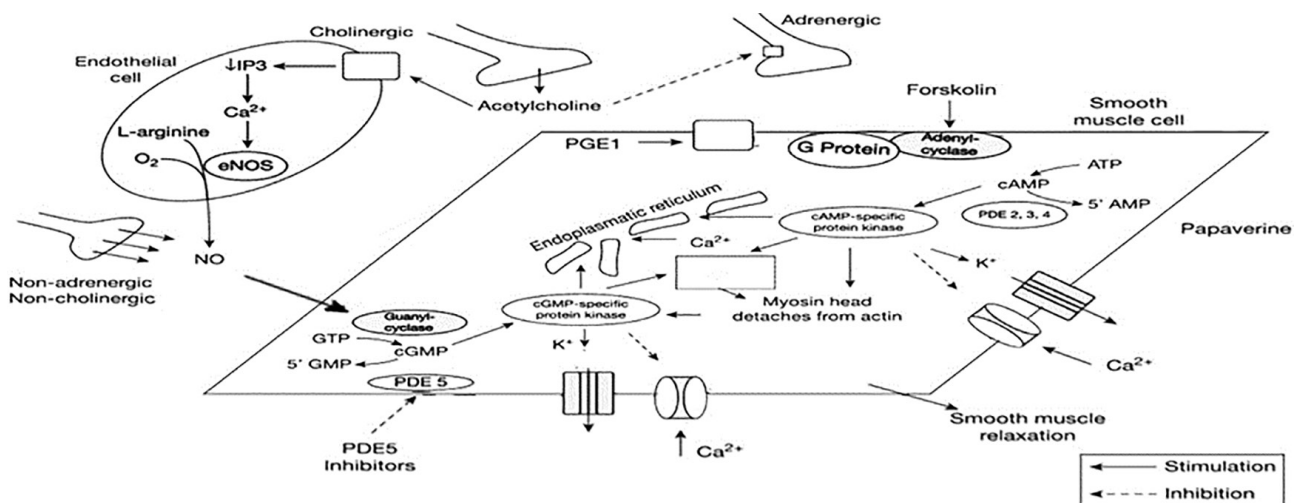 Cholinergic
Adrenergic
Endothelial
cell
↓IP3
Ca²⁺
L-arginine
O₂
eNOS
Acetylcholine
Forskolin
Smooth
muscle cell
PGE1
G Protein
Adenyl-
cyclase
ATP
cAMP
5' AMP
PDE 2, 3, 4
Papaverine
Endoplasmatic reticulum
cAMP-specific
protein kinase
Ca²⁺
K⁺
NO
Non-adrenergic
Non-cholinergic
Myosin head
detaches from actin
cGMP-specific
protein kinase
Guanyl-
cyclase
GTP
cGMP
5' GMP
PDE 5
K⁺
Ca²⁺
PDE5
Inhibitors
Ca²⁺
Smooth muscle
relaxation
Stimulation
Inhibition